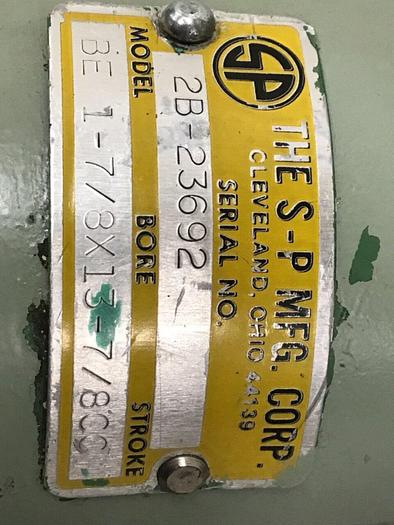 SP
THE S-P MFG. CORP.
CLEVELAND, OHIO 44139
SERIAL NO.
2B-23692
MODEL BORE STROKE
BE 1-7/8X13-7/8CC